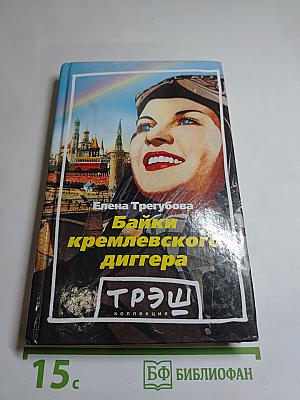 Елена Трегубова
Байки
кремлевского
диггера
ТРЭШ
коллекция
15с
БФ БИБЛИОФАН